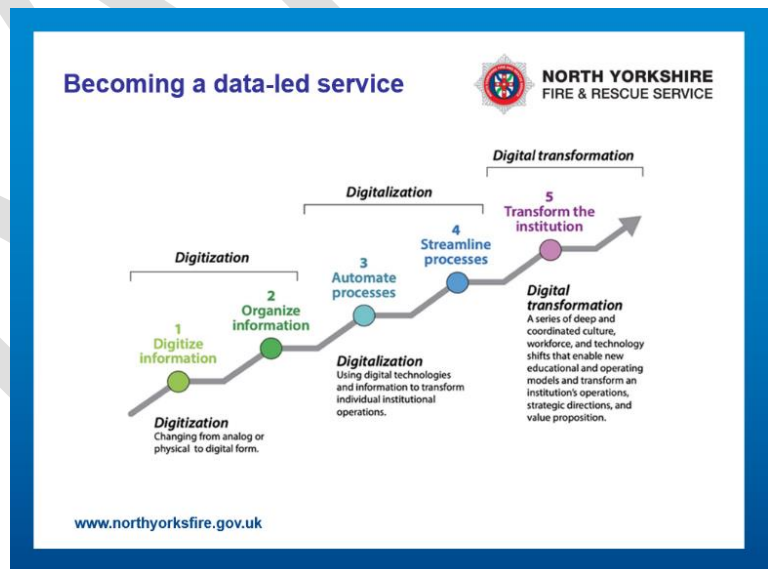 Becoming a data-led service
NORTH YORKSHIRE
FIRE & RESCUE SERVICE
Digital transformation
Digitalization
Digitization
5
Transform the
institution
4
Streamline
processes
3
Automate
processes
2
Organize
information
1
Digitize
information
Digitization
Changing from analog or
physical to digital form.
Digitalization
Using digital technologies
and information to transform
individual institutional
operations.
Digital
transformation
A series of deep and
coordinated culture,
workforce, and technology
shifts that enable new
educational and operating
models and transform an
institution's operations,
strategic directions, and
value proposition.
www.northyorksfire.gov.uk